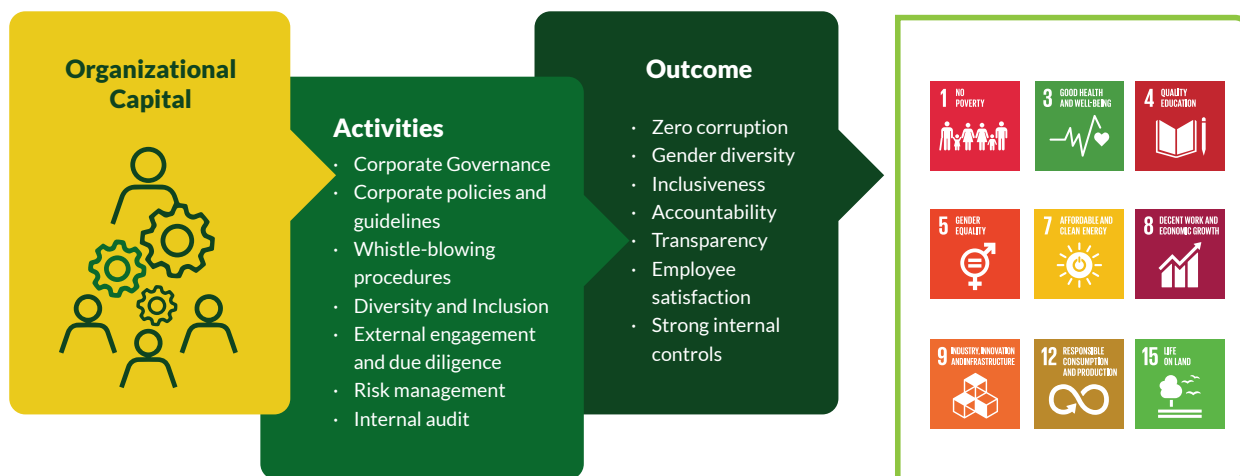 Organizational
Capital
Activities
· Corporate Governance
· Corporate policies and
guidelines
· Whistle-blowing
procedures
· Diversity and Inclusion
· External engagement
and due diligence
· Risk management
· Internal audit
Outcome
· Zero corruption
· Gender diversity
· Inclusiveness
· Accountability
· Transparency
· Employee
satisfaction
· Strong internal
controls
1 NO
POVERTY
3 GOOD HEALTH
AND WELL-BEING
4 QUALITY
EDUCATION
5 GENDER
EQUALITY
7 AFFORDABLE AND
CLEAN ENERGY
8 DECENT WORK AND
ECONOMIC GROWTH
9 INDUSTRY, INNOVATION
AND INFRASTRUCTURE
12 RESPONSIBLE
CONSUMPTION
AND PRODUCTION
15 LIFE
ON LAND